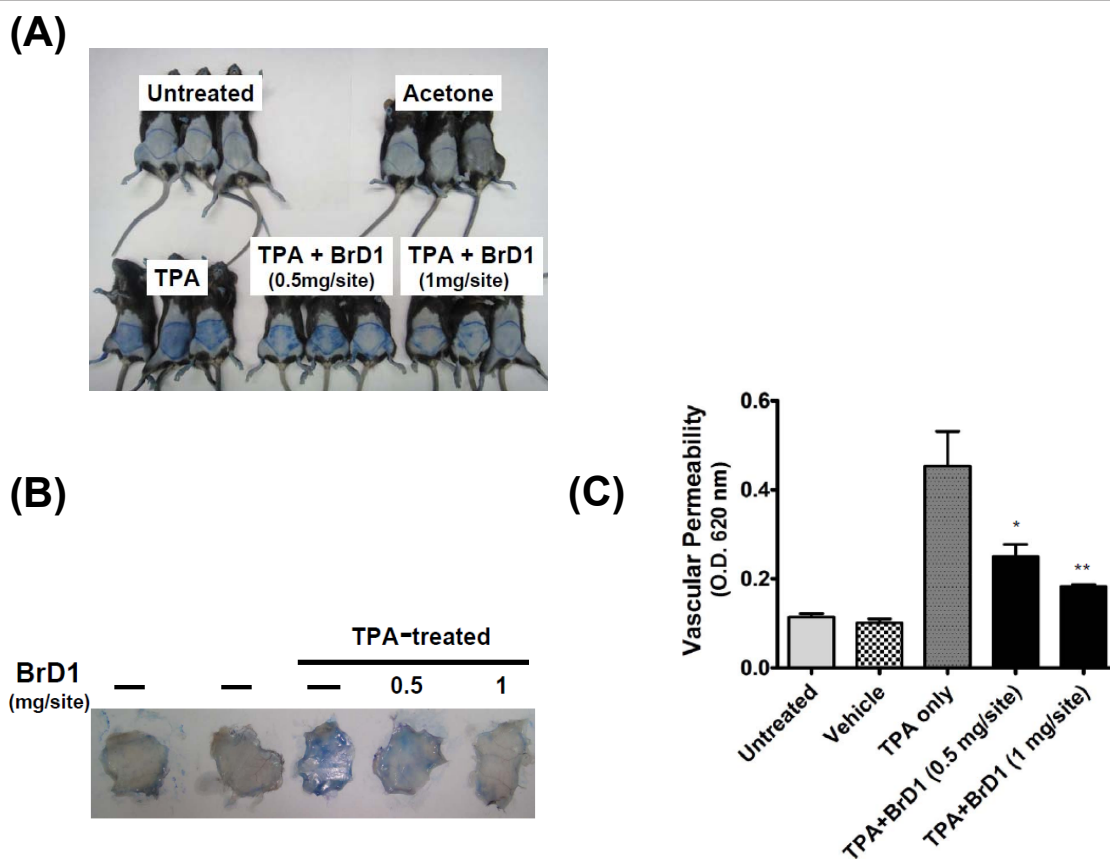 (A)
Untreated
Acetone
TPA
TPA + BrD1
(0.5mg/site)
TPA + BrD1
(1mg/site)
(B)
TPA-treated
BrD1
(mg/site)
— — — 0.5 1
(C)
Vascular Permeability
(O.D. 620 nm)
0.6
0.4
0.2
0.0
*
**
Untreated
Vehicle
TPA only
TPA+BrD1 (0.5 mg/site)
TPA+BrD1 (1 mg/site)